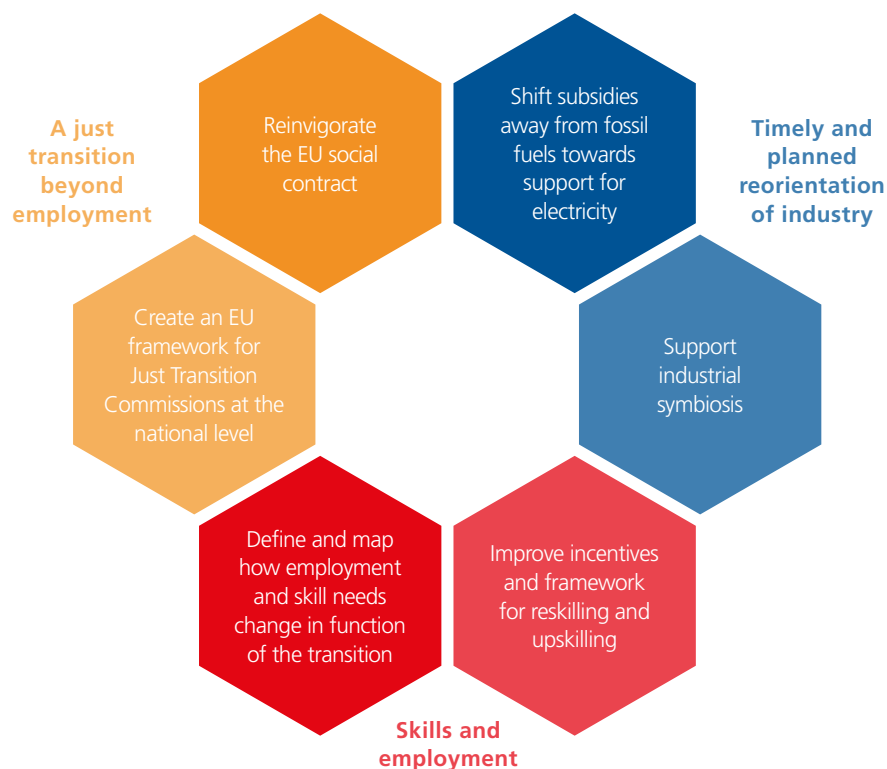 A just
transition
beyond
employment
Reinvigorate
the EU social
contract
Shift subsidies
away from fossil
fuels towards
support for
electricity
Timely and
planned
reorientation
of industry
Create an EU
framework for
Just Transition
Commissions at the
national level
Support
industrial
symbiosis
Define and map
how employment
and skill needs
change in function
of the transition
Improve incentives
and framework
for reskilling and
upskilling
Skills and
employment